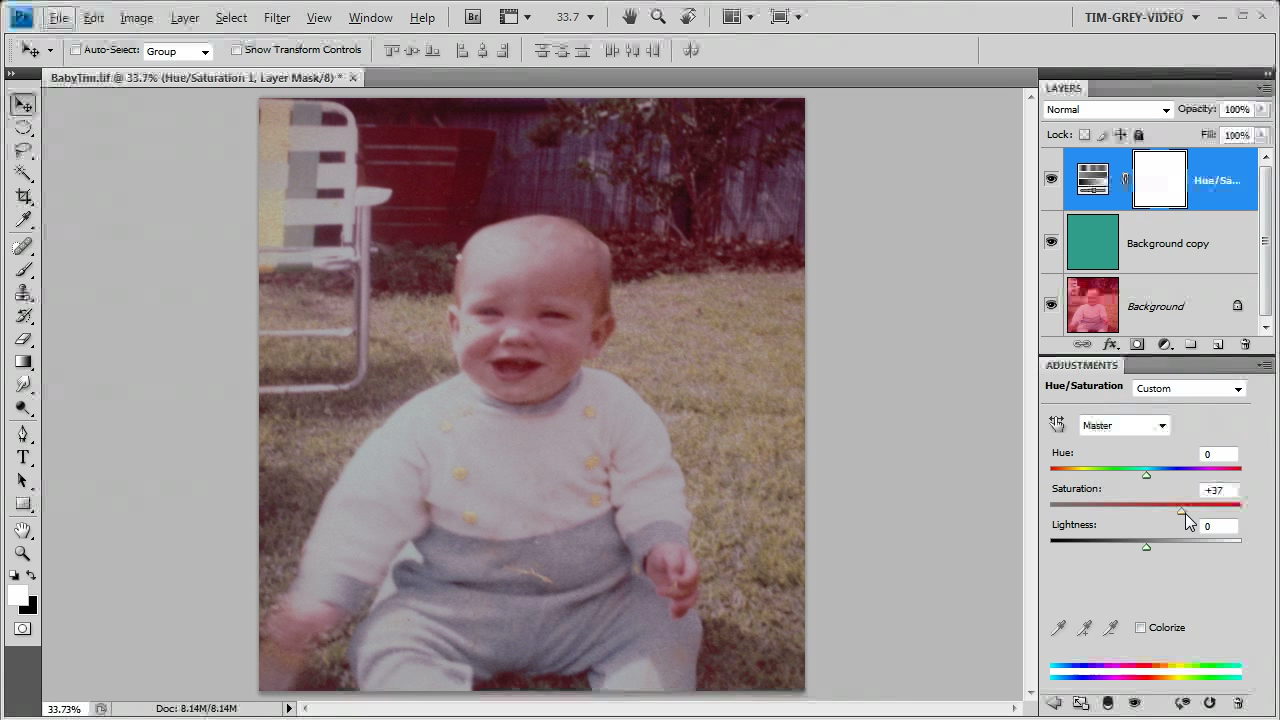 Ps File Edit Image Layer Select Filter View Window Help Br 33.7 TIM-GREY-VIDEO
Auto-Select: Group Show Transform Controls
BabyTim.tif @ 33.7% (Hue/Saturation 1, Layer Mask/8) *
LAYERS
Normal Opacity: 100%
Lock: Fill: 100%
Hue/Sa...
Background copy
Background
fx.
ADJUSTMENTS
Hue/Saturation Custom
Master
Hue: 0
Saturation: +37
Lightness: 0
T
Colorize
33.73% Doc: 8.14M/8.14M